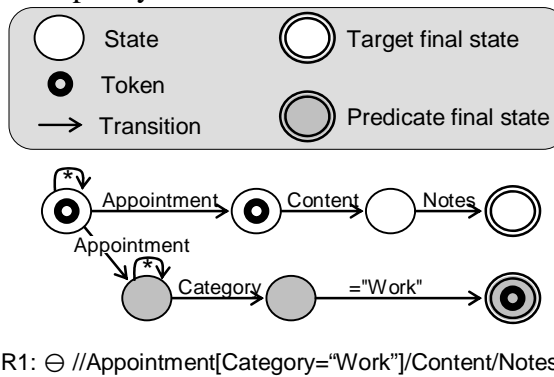 State
Target final state
Token
Predicate final state
Transition
*
Appointment
Content
Notes
Appointment
*
Category
="Work"
R1: ⊖ //Appointment[Category=“Work”]/Content/Notes